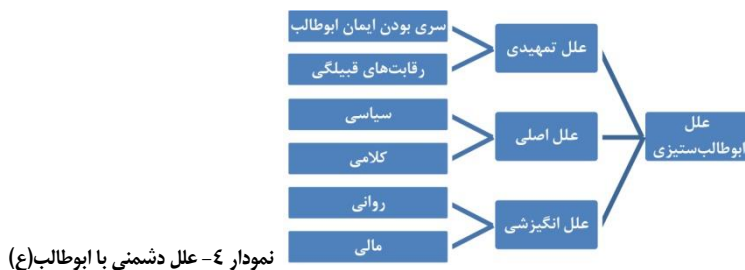 علل
ابوطالب‌ستیزی
علل تمهیدی
سری بودن ایمان ابوطالب
رقابت‌های قبیلگی
علل اصلی
سیاسی
کلامی
علل انگیزشی
روانی
مالی
نمودار ٤- علل دشمنی با ابوطالب(ع)